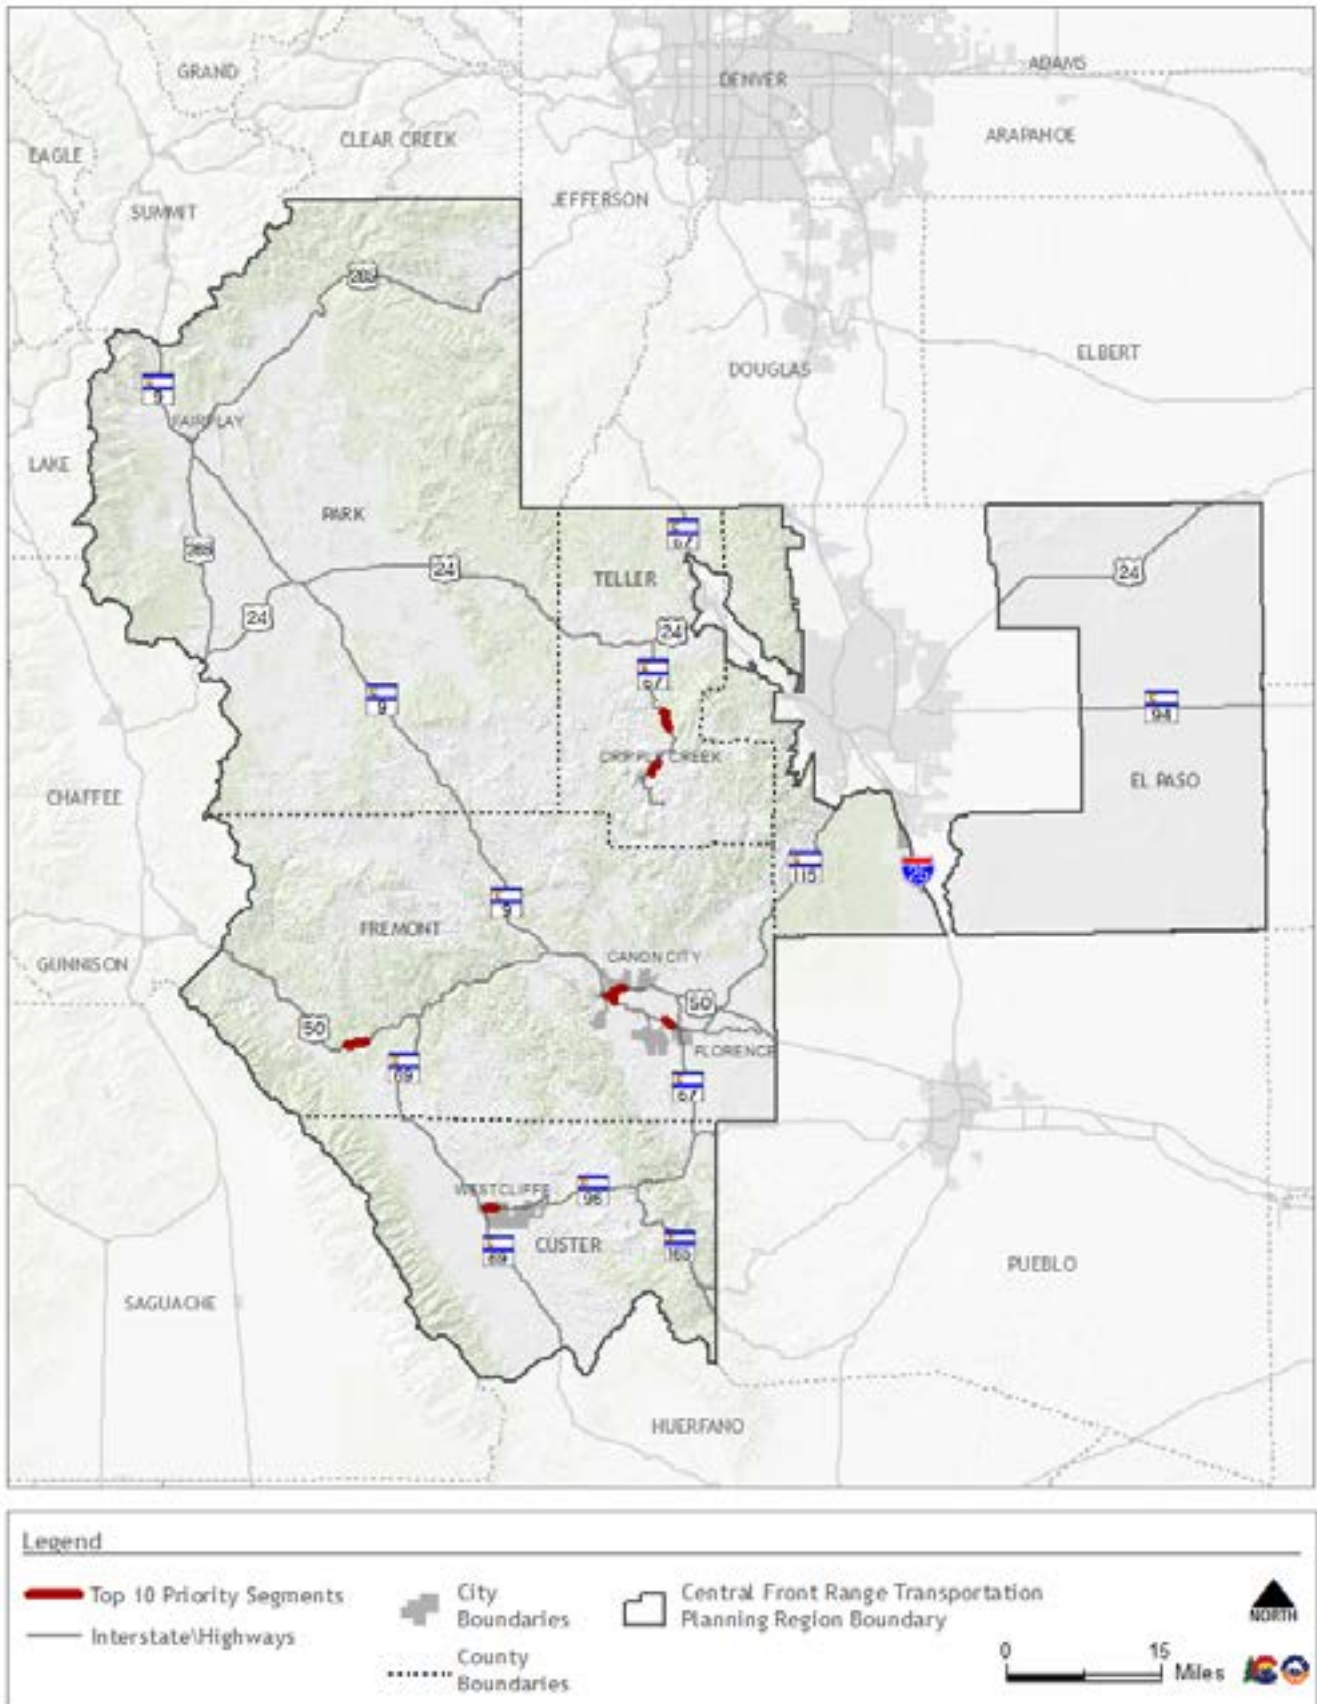 GRAND
DENVER
ADAMS
CLEAR CREEK
ARAPAHOE
EAGLE
JEFFERSON
SUMMIT
285
ELBERT
DOUGLAS
9
FAIRPLAY
LAKE
PARK
67
285
24
TELLER
24
24
24
67
9
94
CRIPPLE CREEK
EL PASO
CHAFFEE
115
25
9
FREMONT
CANON CITY
GUNNISON
50
50
FLORENCE
69
67
WESTCLIFFE
96
69
CUSTER
165
PUEBLO
SAGUACHE
HUERFANO
Legend
Top 10 Priority Segments
Interstate\Highways
City
Boundaries
County
Boundaries
Central Front Range Transportation
Planning Region Boundary
NORTH
0
15
Miles